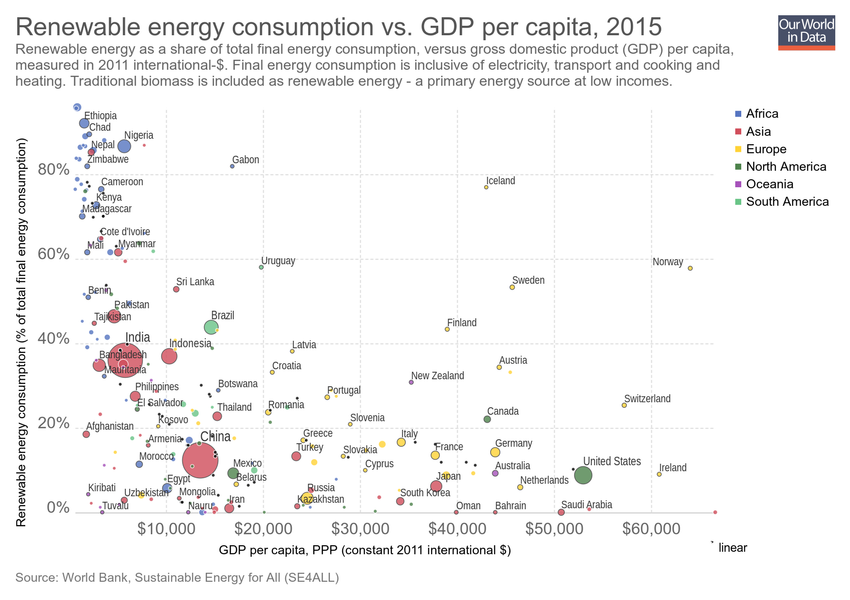 Renewable energy consumption vs. GDP per capita, 2015
Our World
in Data
Renewable energy as a share of total final energy consumption, versus gross domestic product (GDP) per capita,
measured in 2011 international-$. Final energy consumption is inclusive of electricity, transport and cooking and
heating. Traditional biomass is included as renewable energy - a primary energy source at low incomes.
Africa
Asia
Europe
North America
Oceania
South America
Renewable energy consumption (% of total final energy consumption)
80%
60%
40%
20%
0%
Ethiopia
Chad
Nigeria
Nepal
Zimbabwe
Gabon
Cameroon
Iceland
Kenya
Madagascar
Cote d'Ivoire
Mali
Myanmar
Uruguay
Norway
Benin
Sri Lanka
Sweden
Pakistan
Tajikistan
Brazil
Finland
India
Indonesia
Latvia
Bangladesh
Mauritania
Croatia
Austria
Philippines
Botswana
New Zealand
El Salvador
Thailand
Romania
Portugal
Switzerland
Kosovo
Slovenia
Canada
Afghanistan
Armenia
China
Greece
Italy
Morocco
Mexico
Turkey
Slovakia
France
Germany
Egypt
Belarus
Cyprus
Australia
United States
Ireland
Kiribati
Uzbekistan
Mongolia
Russia
Japan
Netherlands
Tuvalu
Nauru
Iran
Kazakhstan
South Korea
Oman
Bahrain
Saudi Arabia
$10,000
$20,000
$30,000
$40,000
$50,000
$60,000
GDP per capita, PPP (constant 2011 international $)
linear
Source: World Bank, Sustainable Energy for All (SE4ALL)